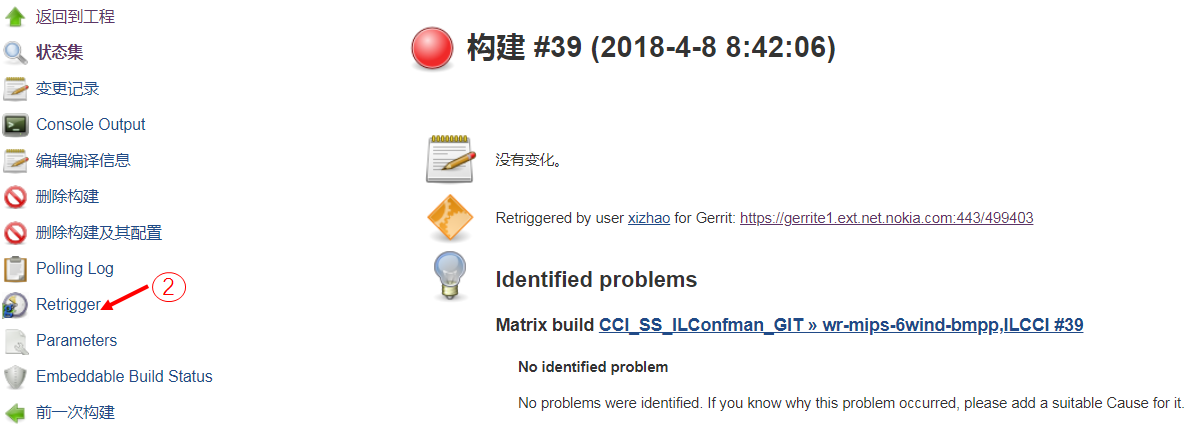 返回到工程
状态集
变更记录
Console Output
编辑编译信息
删除构建
删除构建及其配置
Polling Log
Retrigger
②
Parameters
Embeddable Build Status
前一次构建
构建 #39 (2018-4-8 8:42:06)
没有变化。
Retriggered by user xizhao for Gerrit: https://gerrite1.ext.net.nokia.com:443/499403
Identified problems
Matrix build CCI_SS_ILConfman_GIT » wr-mips-6wind-bmpp,ILCCI #39
No identified problem
No problems were identified. If you know why this problem occurred, please add a suitable Cause for it.